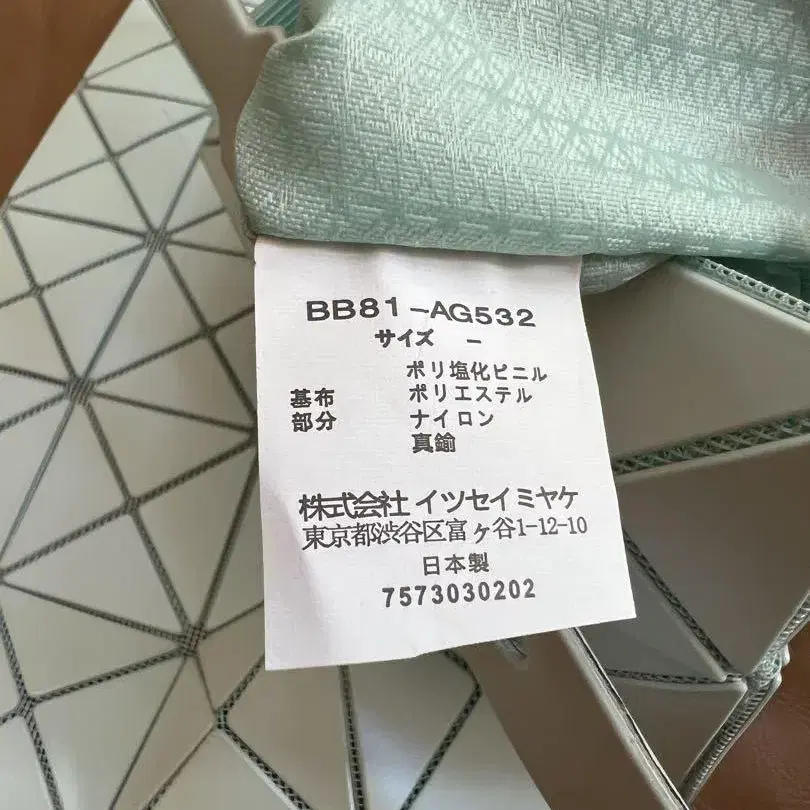 BB81-AG532
サイズ -
ポリ塩化ビニル
基布 ポリエステル
部分 ナイロン
真鍮
株式会社 イツセイミヤケ
東京都渋谷区富ヶ谷1-12-10
日本製
7573030202